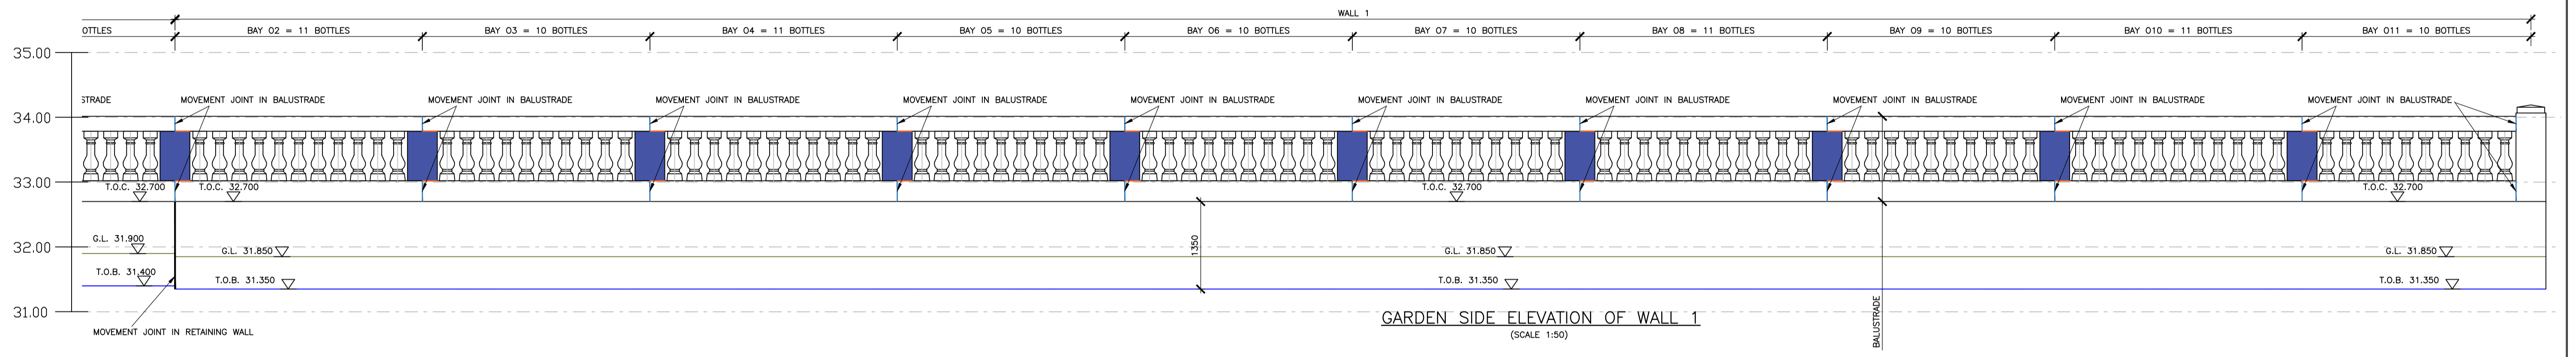 WALL 1
OTTLES
BAY 02 = 11 BOTTLES
BAY 03 = 10 BOTTLES
BAY 04 = 11 BOTTLES
BAY 05 = 10 BOTTLES
BAY 06 = 10 BOTTLES
BAY 07 = 10 BOTTLES
BAY 08 = 11 BOTTLES
BAY 09 = 10 BOTTLES
BAY 010 = 11 BOTTLES
BAY 011 = 10 BOTTLES
35.00
STRADE
MOVEMENT JOINT IN BALUSTRADE
MOVEMENT JOINT IN BALUSTRADE
MOVEMENT JOINT IN BALUSTRADE
MOVEMENT JOINT IN BALUSTRADE
MOVEMENT JOINT IN BALUSTRADE
MOVEMENT JOINT IN BALUSTRADE
MOVEMENT JOINT IN BALUSTRADE
MOVEMENT JOINT IN BALUSTRADE
MOVEMENT JOINT IN BALUSTRADE
MOVEMENT JOINT IN BALUSTRADE
34.00
33.00
T.O.C. 32.700
T.O.C. 32.700
T.O.C. 32.700
T.O.C. 32.700
G.L. 31.900
32.00
G.L. 31.850
1.350
G.L. 31.850
G.L. 31.850
T.O.B. 31.400
T.O.B. 31.350
T.O.B. 31.350
T.O.B. 31.350
31.00
MOVEMENT JOINT IN RETAINING WALL
GARDEN SIDE ELEVATION OF WALL 1
(SCALE 1:50)
BALUSTRADE